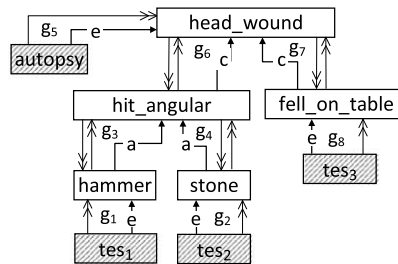 head_wound
g5 e
autopsy
g6 g7
c c
hit_angular
fell_on_table
g3 g4
a a
e g8
hammer
stone
tes3
g1 e
e g2
tes1
tes2